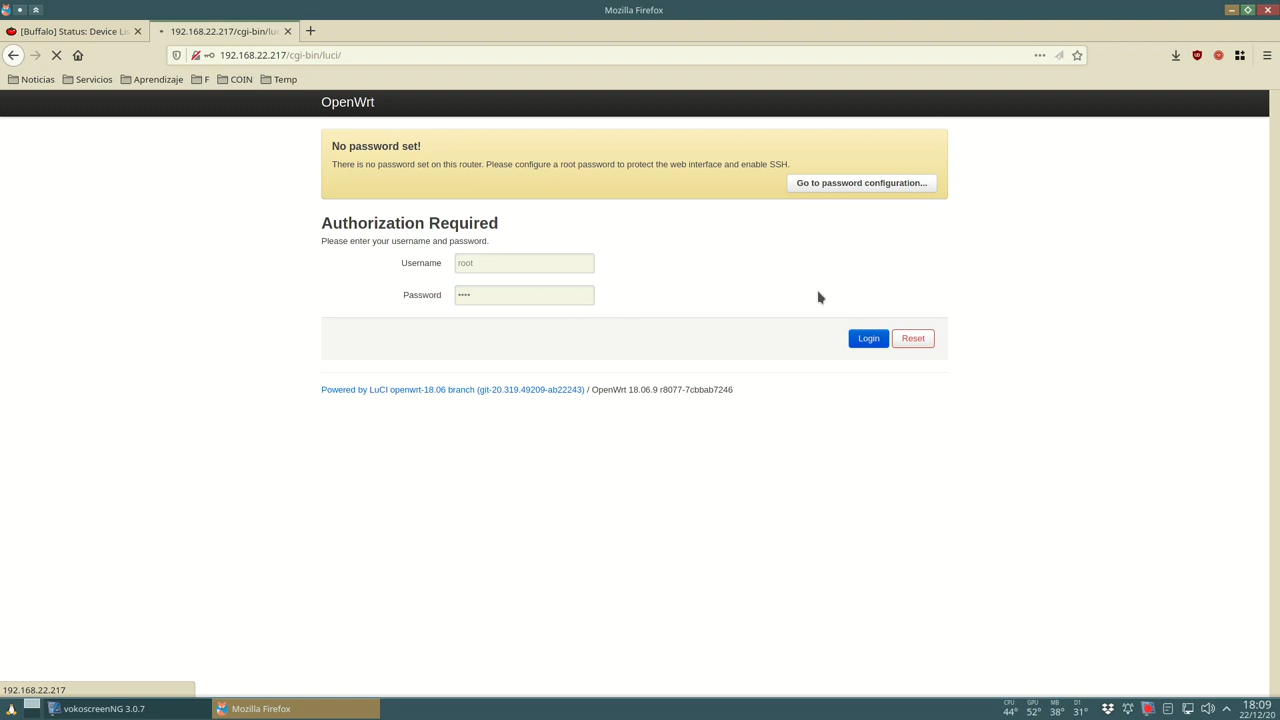 Mozilla Firefox
[Buffalo] Status: Device Lis
192.168.22.217/cgi-bin/luc
192.168.22.217/cgi-bin/luci/
Noticias
Servicios
Aprendizaje
F
COIN
Temp
OpenWrt
No password set!
There is no password set on this router. Please configure a root password to protect the web interface and enable SSH.
Go to password configuration...
Authorization Required
Please enter your username and password.
Username
root
Password
••••
Login
Reset
Powered by LuCI openwrt-18.06 branch (git-20.319.49209-ab22243) / OpenWrt 18.06.9 r8077-7cbbab7246
192.168.22.217
vokoscreenNG 3.0.7
Mozilla Firefox
CPU GPU MB D1
44° 52° 38° 31°
18:09
22/12/20